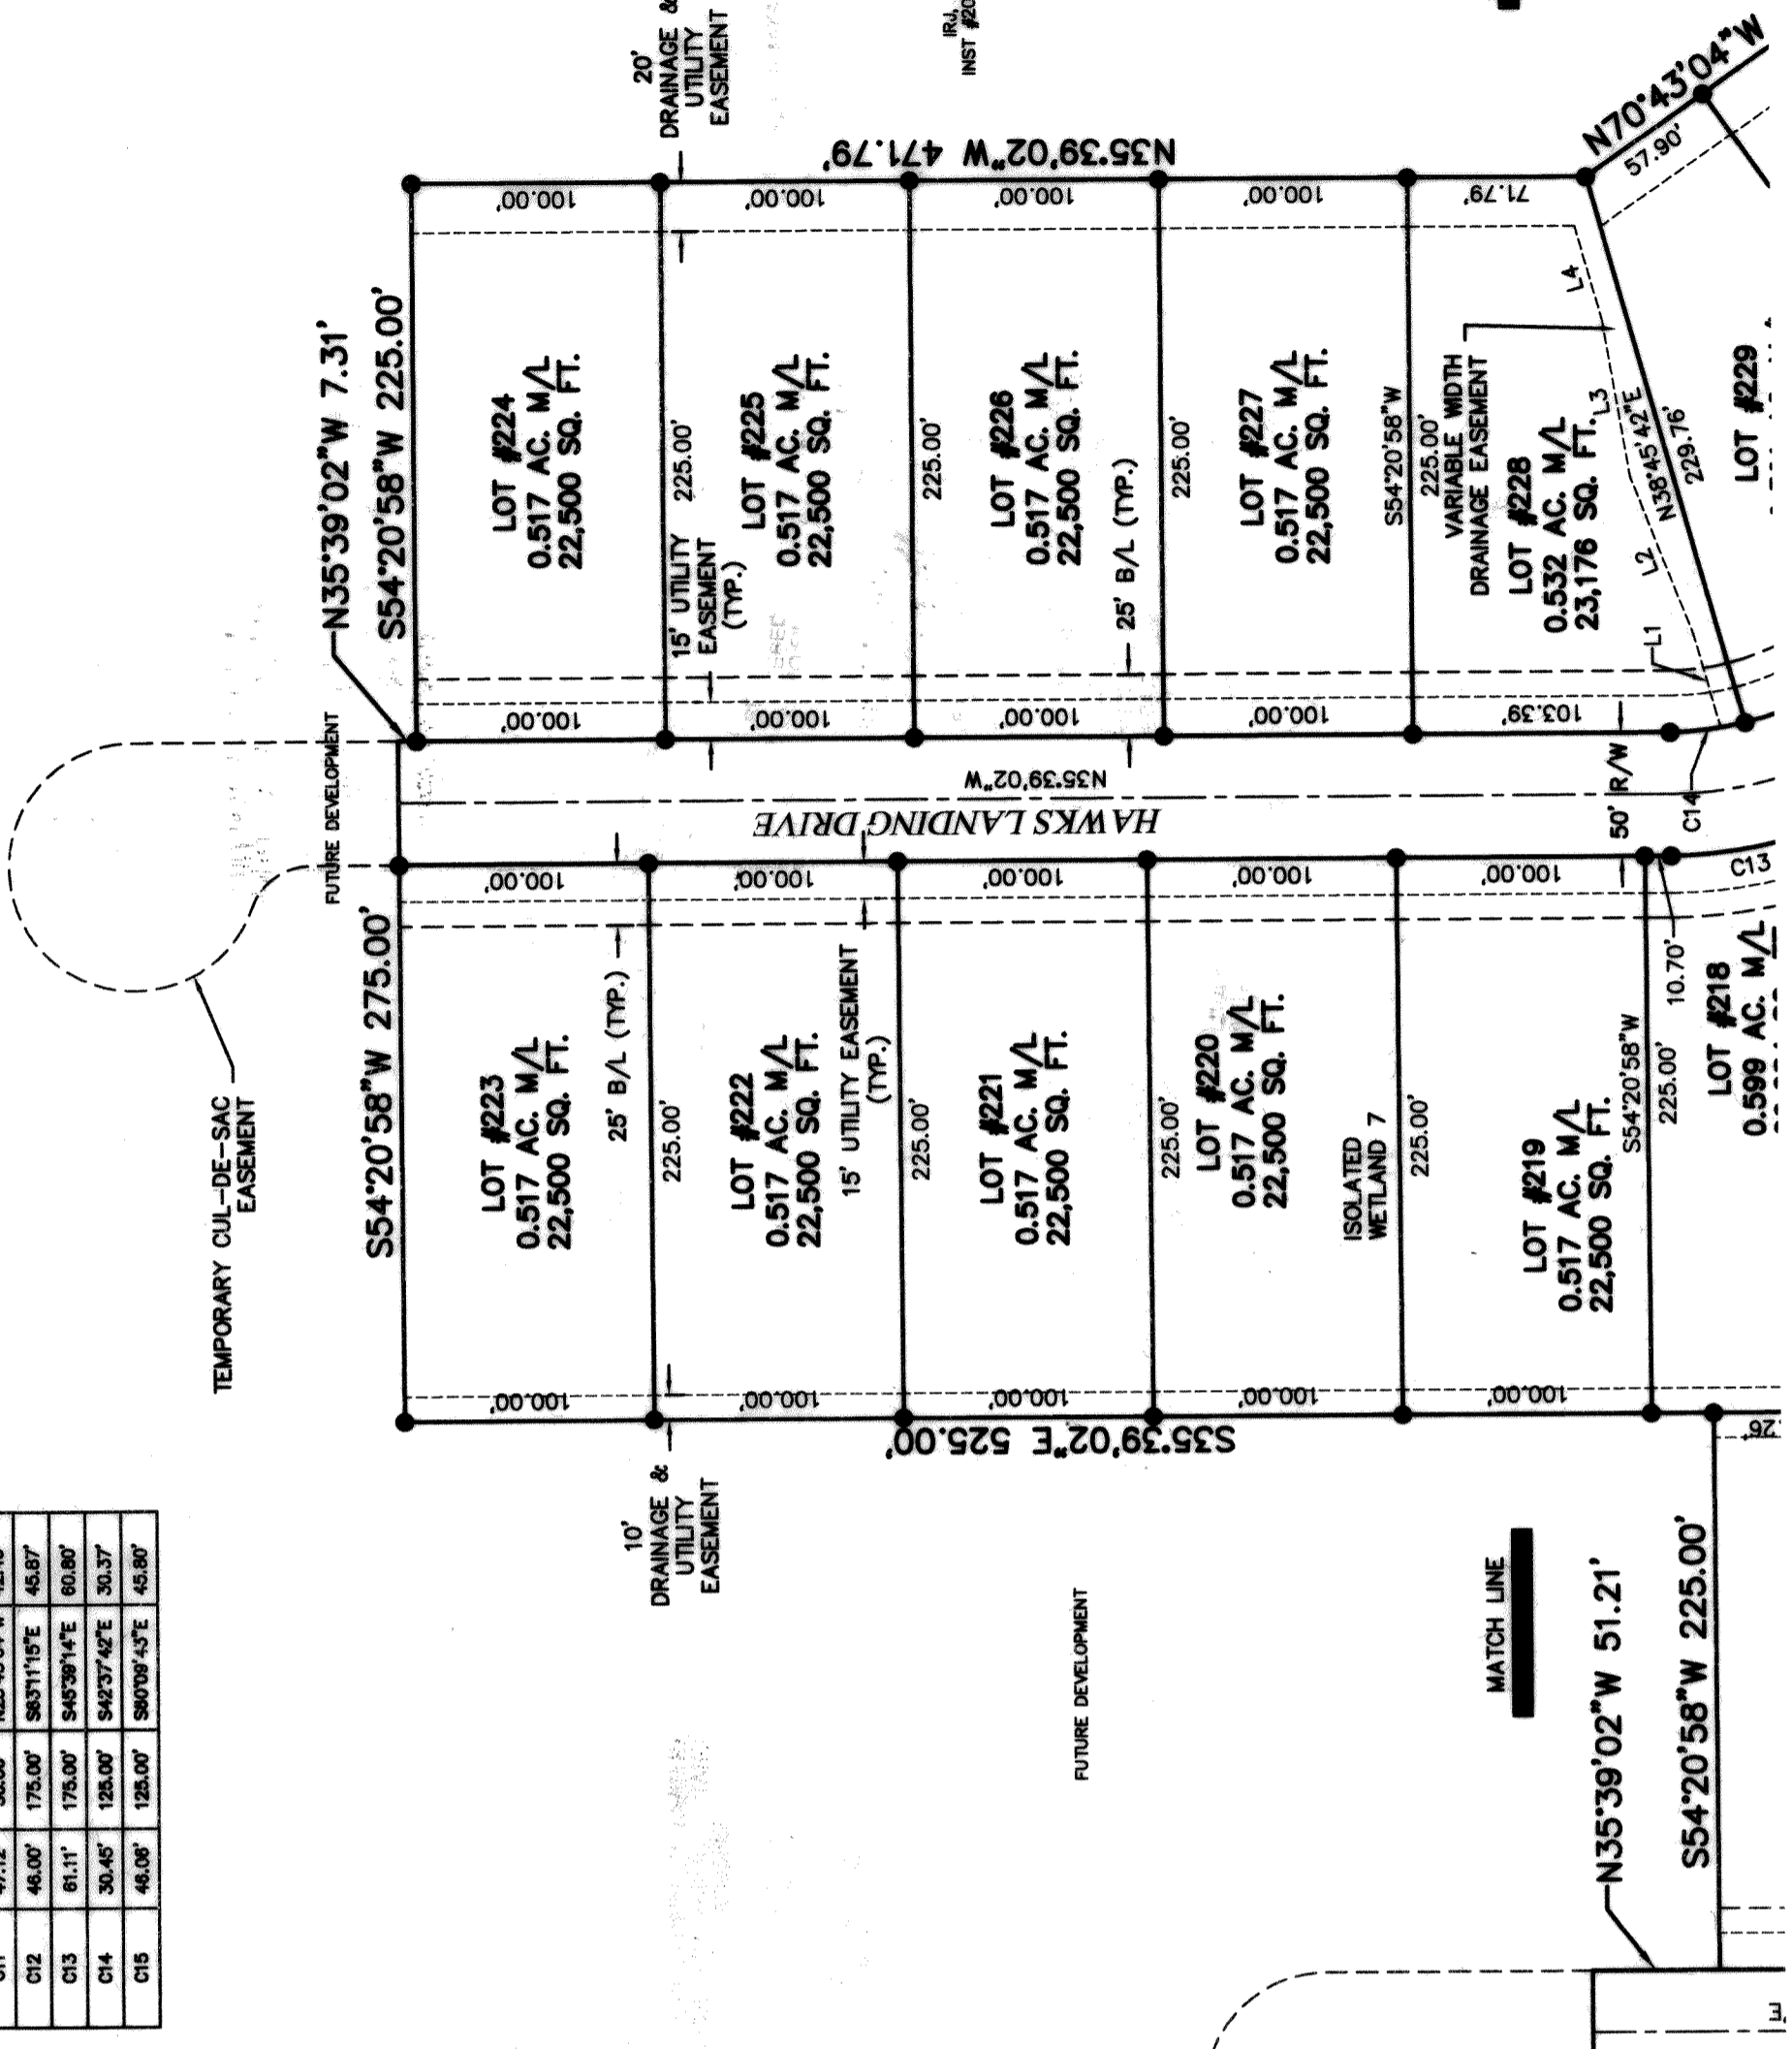 C12 46.00' 175.00' S63°11'15"E 45.87'
C13 61.11' 175.00' S45°39'14"E 60.80'
C14 30.45' 125.00' S42°37'42"E 30.37'
C15 125.00' S80°09'43"E 45.80'
TEMPORARY CUL-DE-SAC
EASEMENT
FUTURE DEVELOPMENT
N35°39'02"W 7.31'
S54°20'58"W 225.00'
S54°20'58"W 275.00'
20'
DRAINAGE &
UTILITY
EASEMENT
IRJ,
INST
N35°39'02"W 471.79'
100.00'
100.00'
100.00'
100.00'
71.79'
N70°43'04"W
57.90'
LOT #224
0.517 AC. M/L
22,500 SQ. FT.
225.00'
15' UTILITY
EASEMENT
(TYP.)
LOT #225
0.517 AC. M/L
22,500 SQ. FT.
225.00'
LOT #226
0.517 AC. M/L
22,500 SQ. FT.
25' B/L (TYP.)
225.00'
LOT #227
0.517 AC. M/L
22,500 SQ. FT.
S54°20'58"W
225.00'
VARIABLE WIDTH
DRAINAGE EASEMENT
LOT #228
0.532 AC. M/L
23,176 SQ. FT.
L1
L2
L3
L4
N38°45'42"E
229.76'
LOT #229
100.00'
100.00'
100.00'
100.00'
103.39'
N35°39'02"W
HAWKS LANDING DRIVE
50' R/W
C14
C13
100.00'
100.00'
100.00'
100.00'
100.00'
10.70'
LOT #223
0.517 AC. M/L
22,500 SQ. FT.
25' B/L (TYP.)
225.00'
LOT #222
0.517 AC. M/L
22,500 SQ. FT.
15' UTILITY EASEMENT
(TYP.)
225.00'
LOT #221
0.517 AC. M/L
22,500 SQ. FT.
225.00'
LOT #220
0.517 AC. M/L
22,500 SQ. FT.
ISOLATED
WETLAND 7
225.00'
LOT #219
0.517 AC. M/L
22,500 SQ. FT.
S54°20'58"W
225.00'
LOT #218
0.599 AC. M/L
100.00'
100.00'
100.00'
100.00'
100.00'
S35°39'02"E 525.00'
10'
DRAINAGE &
UTILITY
EASEMENT
FUTURE DEVELOPMENT
MATCH LINE
N35°39'02"W 51.21'
S54°20'58"W 225.00'